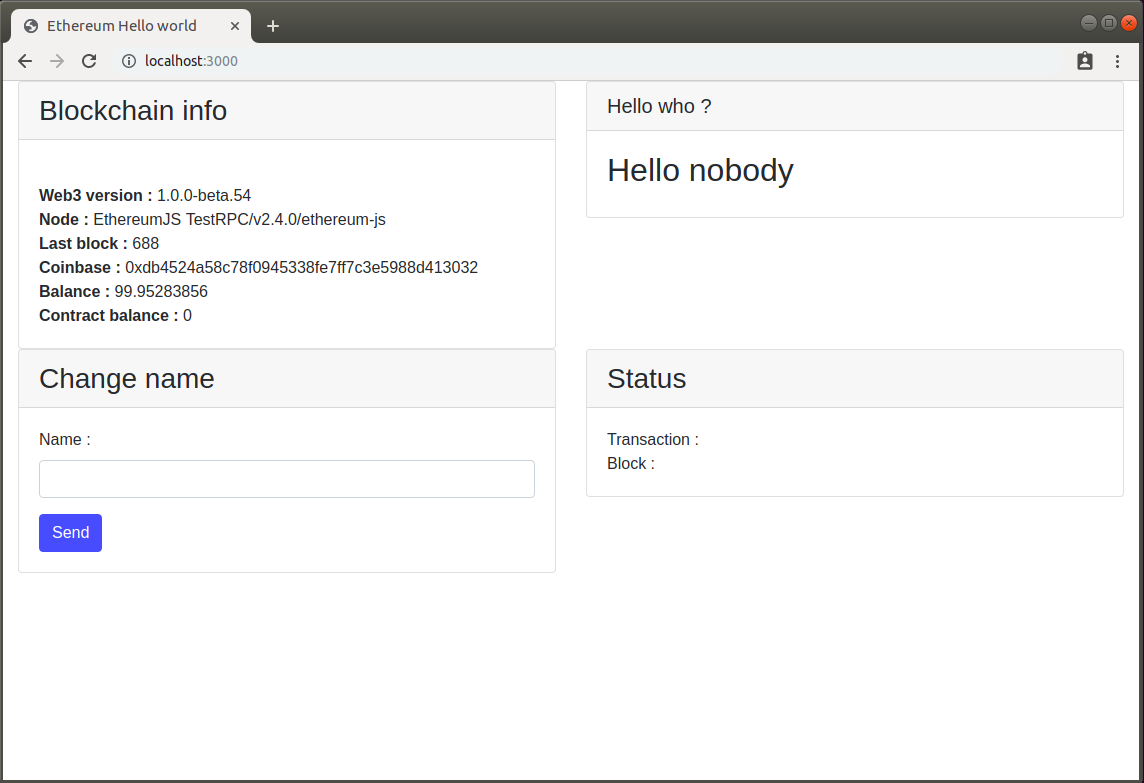 Ethereum Hello world
localhost:3000
Blockchain info
Web3 version : 1.0.0-beta.54
Node : EthereumJS TestRPC/v2.4.0/ethereum-js
Last block : 688
Coinbase : 0xdb4524a58c78f0945338fe7ff7c3e5988d413032
Balance : 99.95283856
Contract balance : 0
Hello who ?
Hello nobody
Change name
Name :
Send
Status
Transaction :
Block :